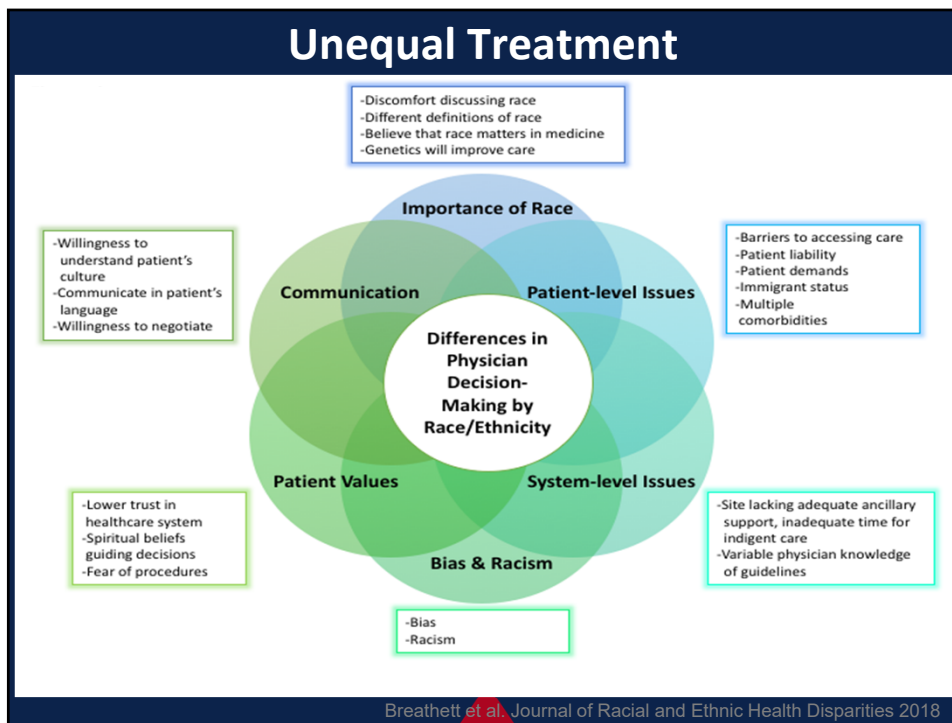 Unequal Treatment
-Discomfort discussing race
-Different definitions of race
-Believe that race matters in medicine
-Genetics will improve care
Importance of Race
-Willingness to
understand patient's
culture
-Communicate in patient's
language
-Willingness to negotiate
Communication
Patient-level Issues
-Barriers to accessing care
-Patient liability
-Patient demands
-Immigrant status
-Multiple
comorbidities
Differences in
Physician
Decision-
Making by
Race/Ethnicity
Patient Values
System-level Issues
-Lower trust in
healthcare system
-Spiritual beliefs
guiding decisions
-Fear of procedures
-Site lacking adequate ancillary
support, inadequate time for
indigent care
-Variable physician knowledge
of guidelines
Bias & Racism
-Bias
-Racism
Breathett et al. Journal of Racial and Ethnic Health Disparities 2018